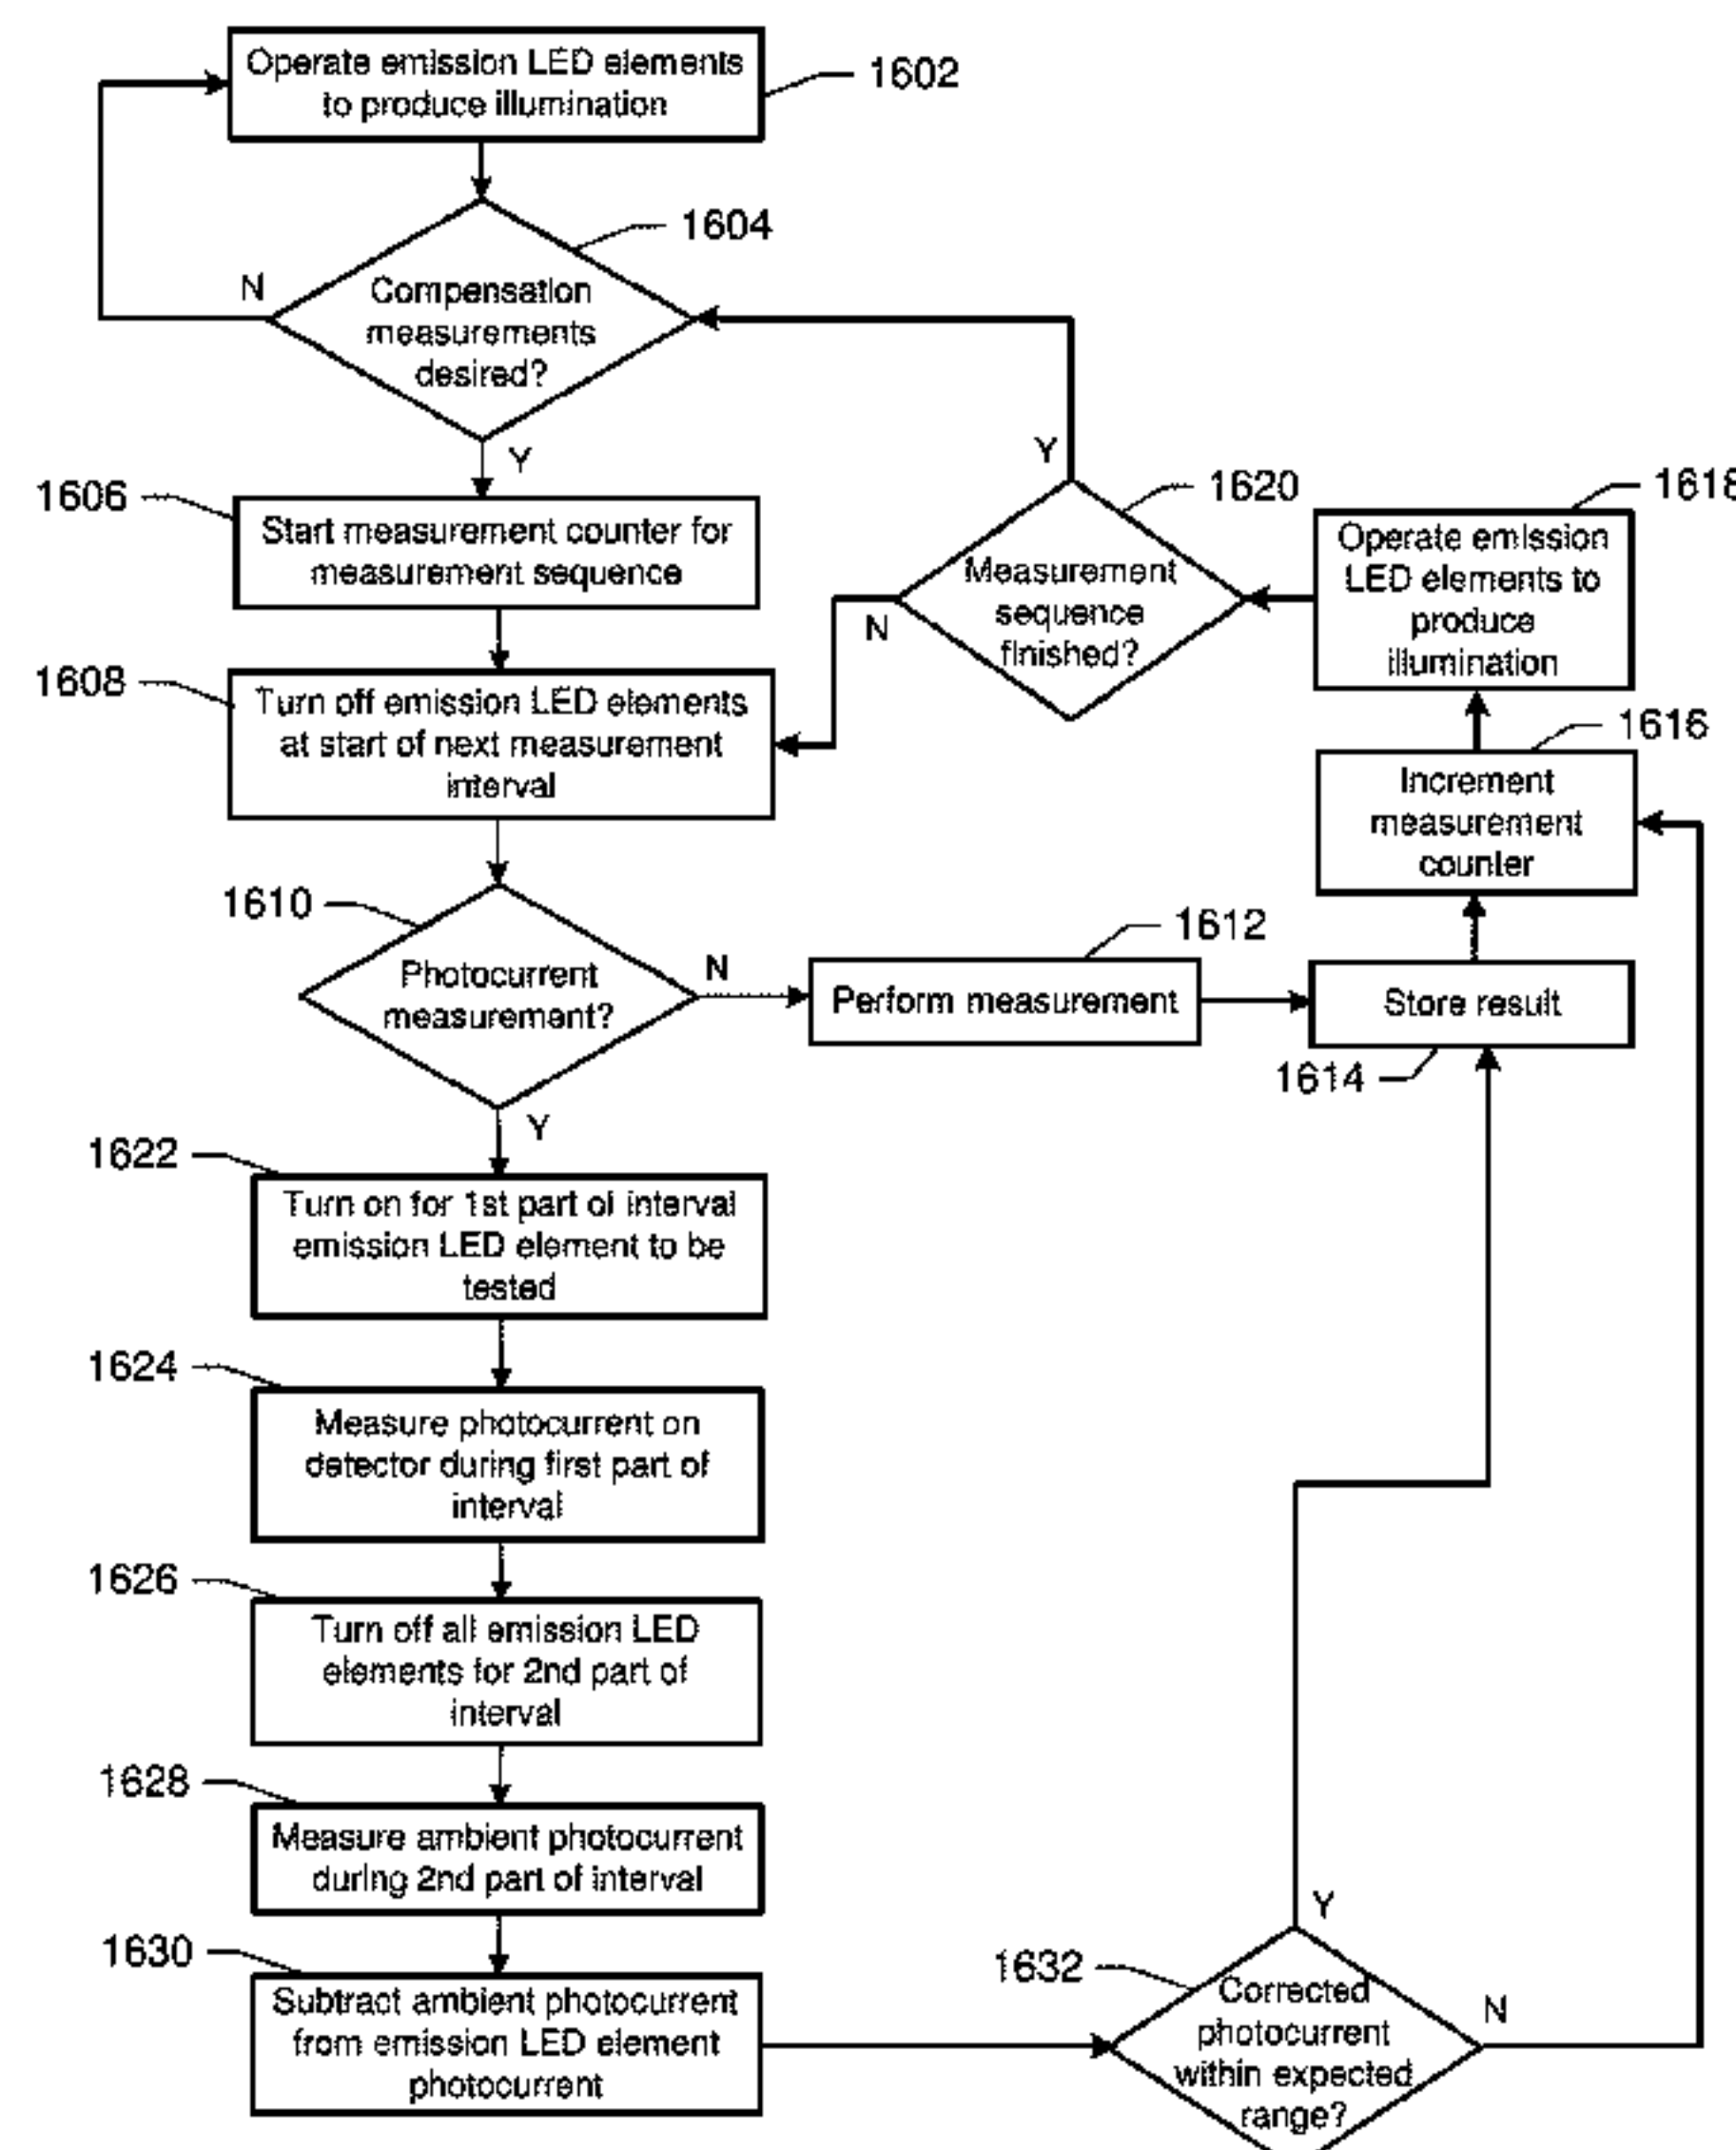 Operate emission LED elements
to produce illumination
1602
1604
N
Compensation
measurements
desired?
Y
1606
Start measurement counter for
measurement sequence
Y
1620
Measurement
sequence
finished?
N
1618
Operate emission
LED elements to
produce
illumination
1608
Turn off emission LED elements
at start of next measurement
interval
1616
Increment
measurement
counter
1610
Photocurrent
measurement?
N
1612
Perform measurement
Store result
1614
Y
1622
Turn on for 1st part of interval
emission LED element to be
tested
1624
Measure photocurrent on
detector during first part of
interval
1626
Turn off all emission LED
elements for 2nd part of
interval
1628
Measure ambient photocurrent
during 2nd part of interval
1630
Subtract ambient photocurrent
from emission LED element
photocurrent
Y
1632
Corrected
photocurrent
within expected
range?
N